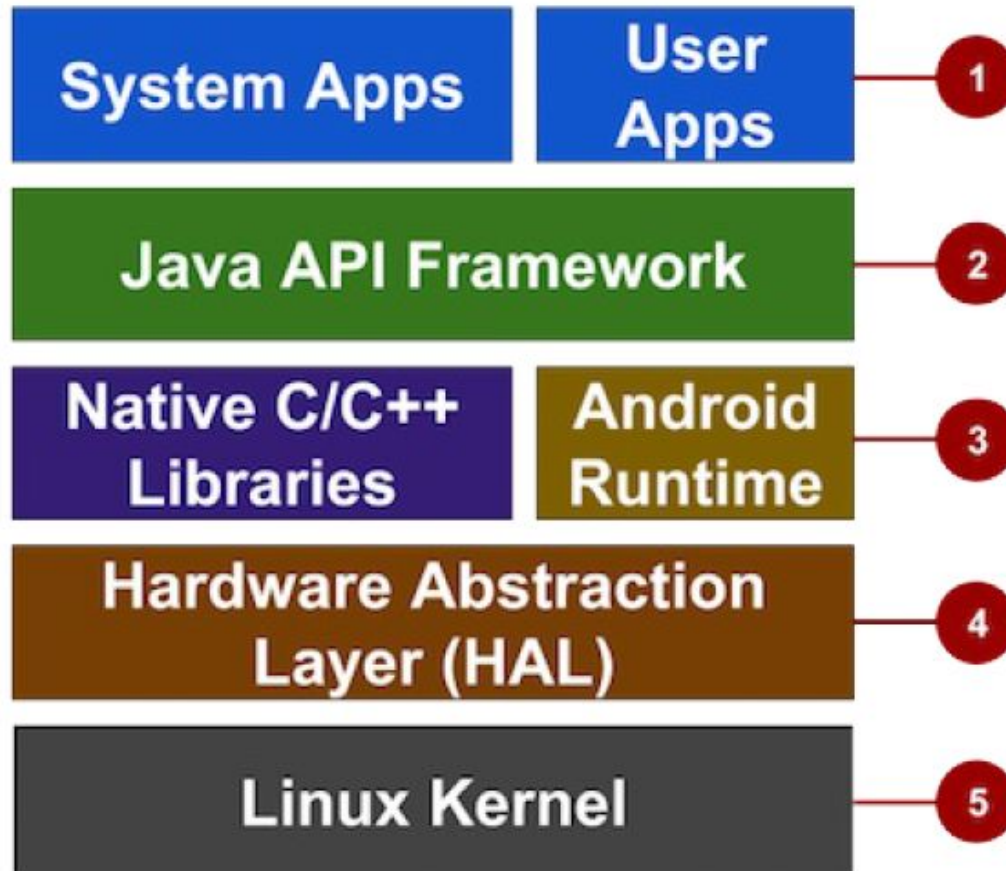 System Apps
User
Apps
1
Java API Framework
2
Native C/C++
Libraries
Android
Runtime
3
Hardware Abstraction
Layer (HAL)
4
Linux Kernel
5